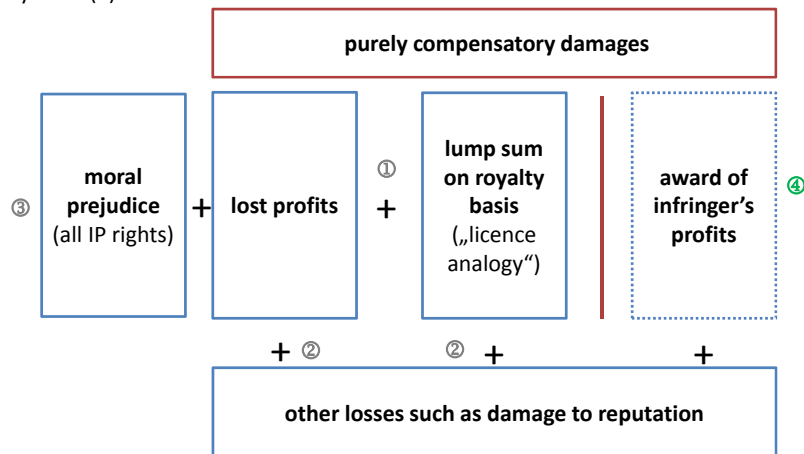 purely compensatory damages
moral
prejudice
(all IP rights)
③
+
lost profits
①
+
lump sum
on royalty
basis
(„licence
analogy“)
award of
infringer’s
profits
④
+ ②
② +
+
other losses such as damage to reputation